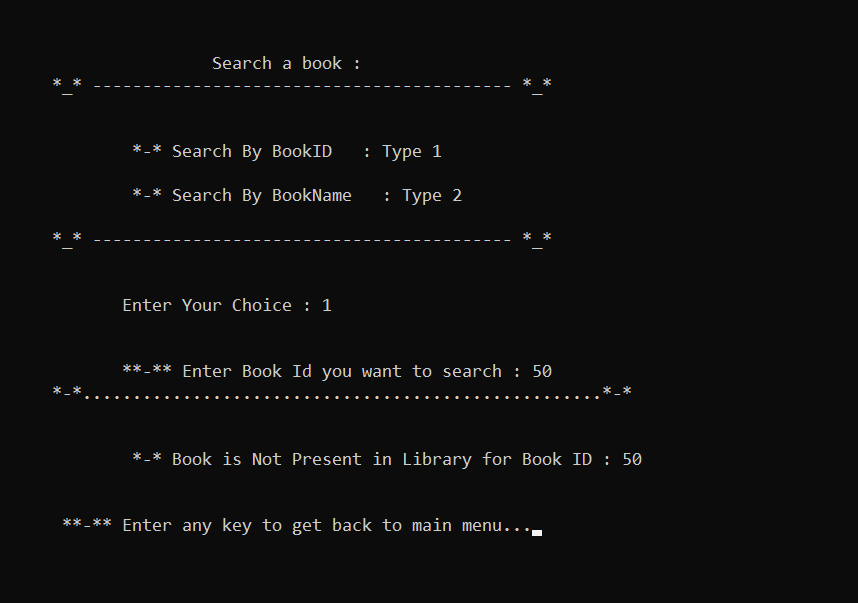 Search a book :
*_* ------------------------------------------ *_*
*-* Search By BookID   : Type 1
*-* Search By BookName   : Type 2
*_* ------------------------------------------ *_*
Enter Your Choice : 1
**-** Enter Book Id you want to search : 50
*-*....................................................*-*
*-* Book is Not Present in Library for Book ID : 50
**-** Enter any key to get back to main menu...